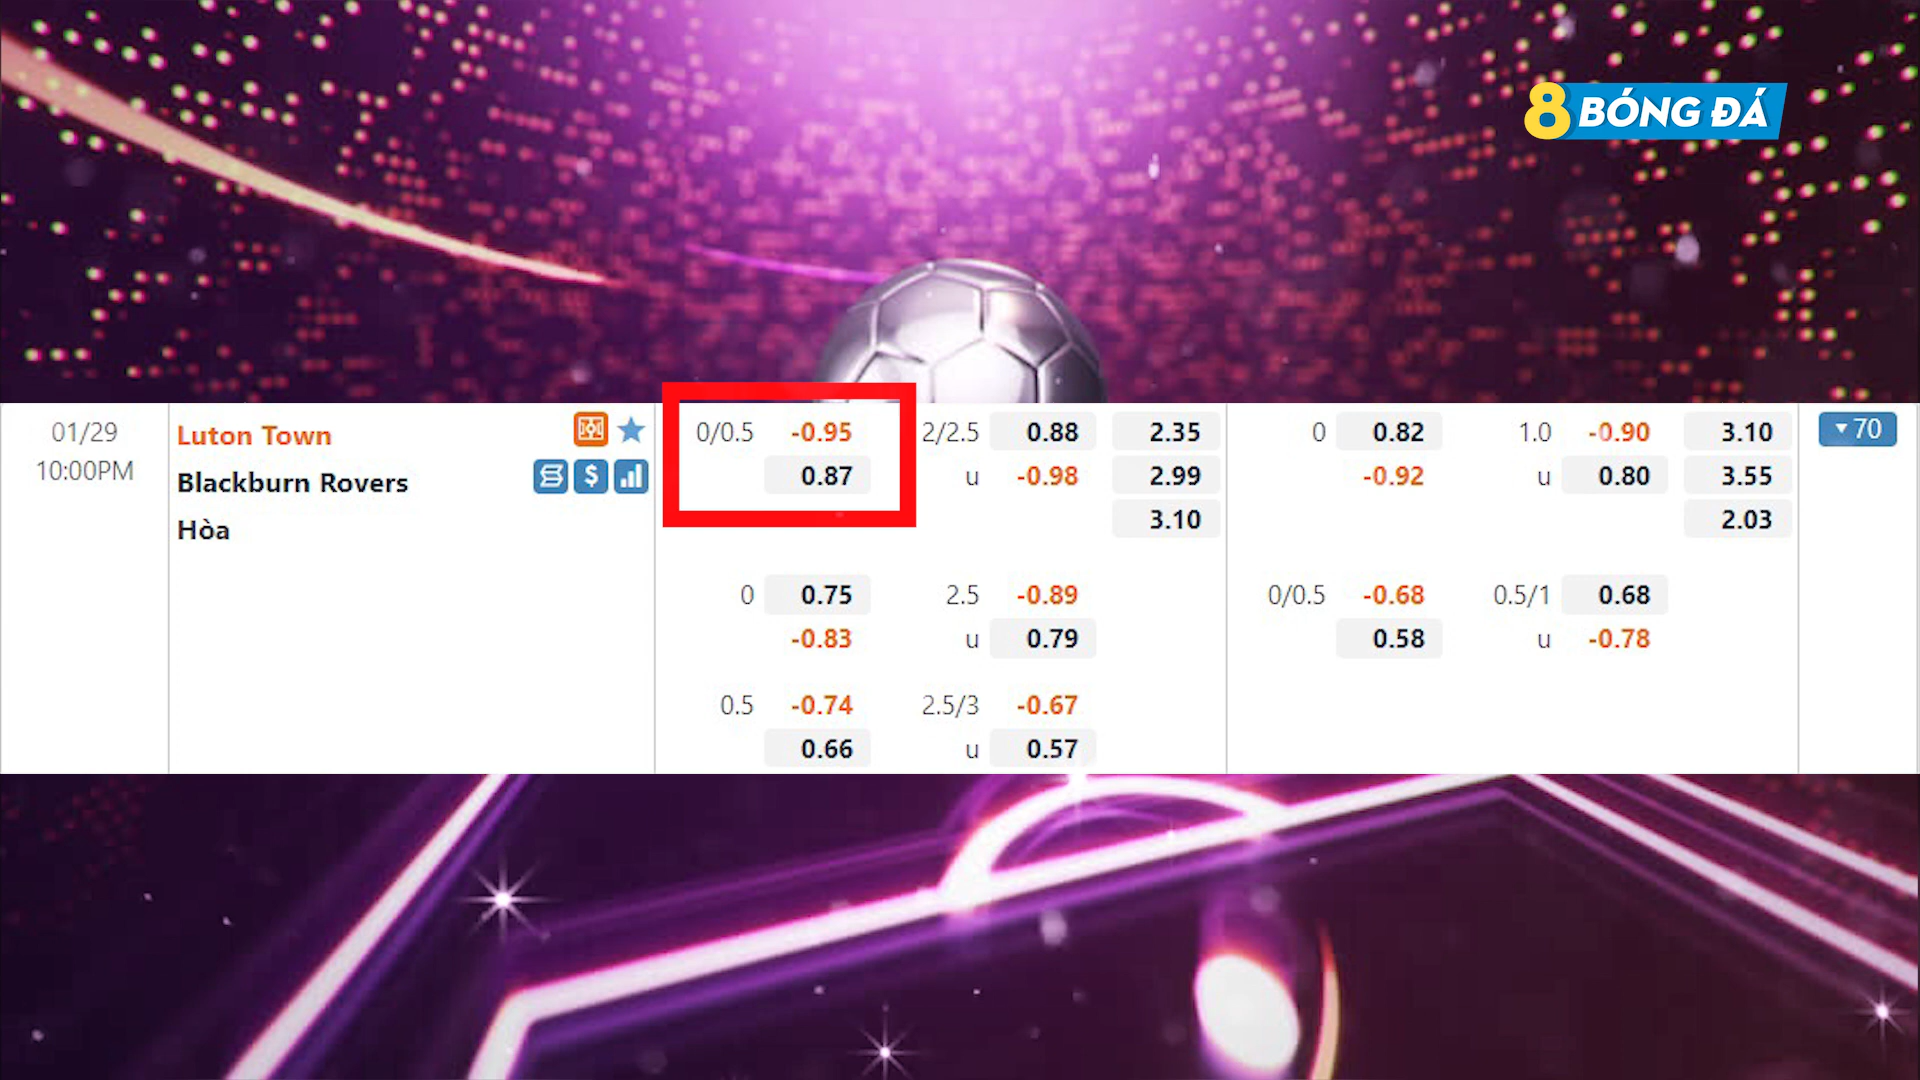 8 BÓNG ĐÁ
01/29 Luton Town 0/0.5 -0.95 2/2.5 0.88 2.35 0 0.82 1.0 -0.90 3.10 70
10:00PM Blackburn Rovers $ 0.87 u -0.98 2.99 -0.92 u 0.80 3.55
Hòa 3.10 2.03
0 0.75 2.5 -0.89 0/0.5 -0.68 0.5/1 0.68
-0.83 u 0.79 0.58 u -0.78
0.5 -0.74 2.5/3 -0.67
0.66 u 0.57